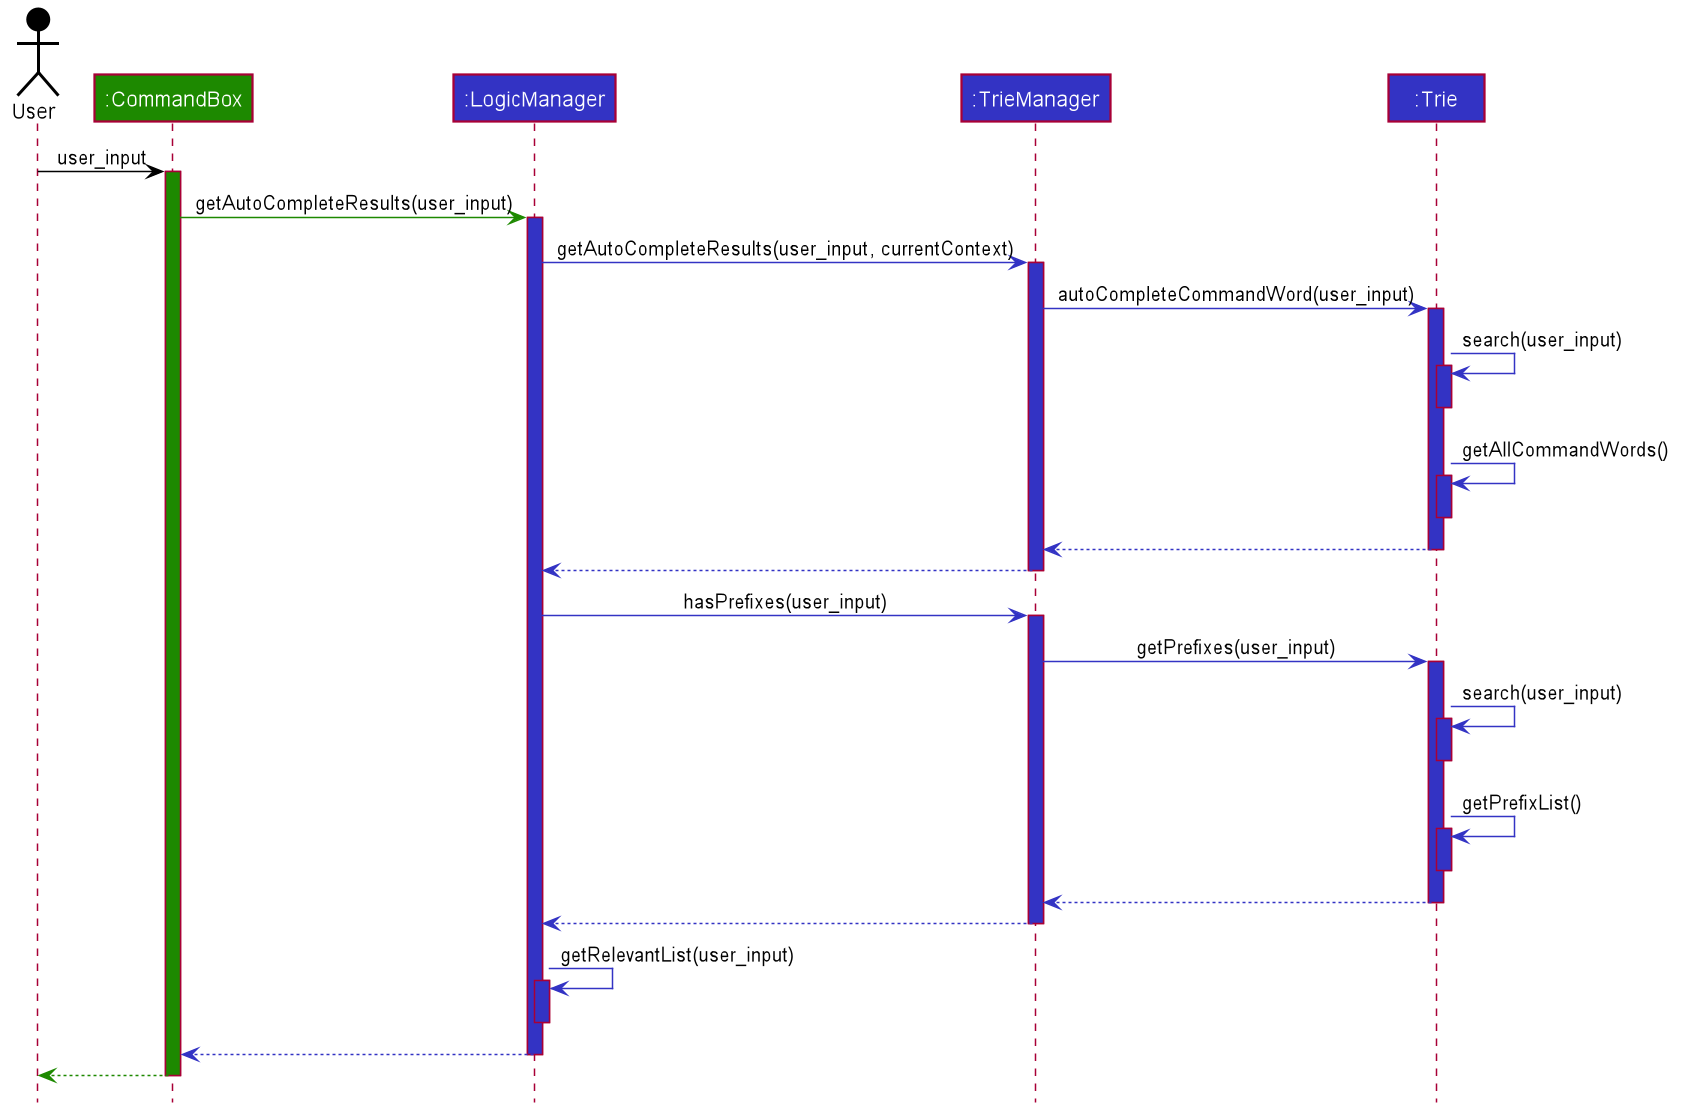 User
:CommandBox
:LogicManager
:TrieManager
:Trie
user_input
getAutoCompleteResults(user_input)
getAutoCompleteResults(user_input, currentContext)
autoCompleteCommandWord(user_input)
search(user_input)
getAllCommandWords()
hasPrefixes(user_input)
getPrefixes(user_input)
search(user_input)
getPrefixList()
getRelevantList(user_input)